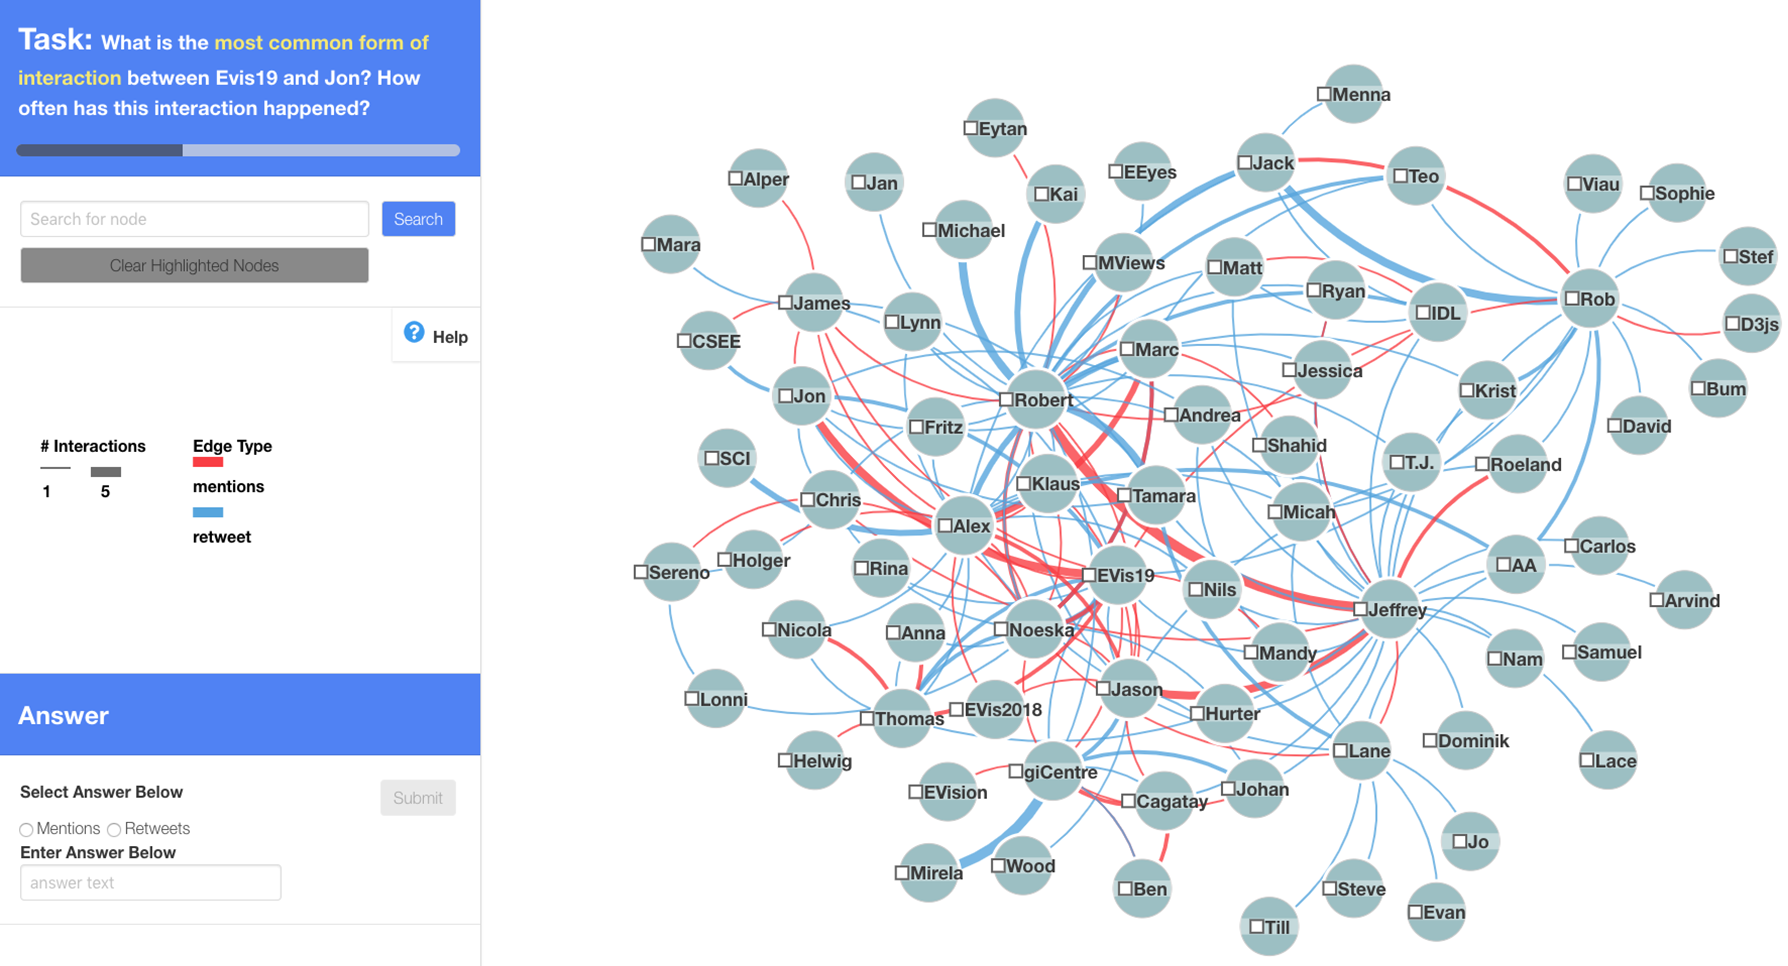 Task: What is the most common form of
interaction between Evis19 and Jon? How
often has this interaction happened?
Search for node
Search
Clear Highlighted Nodes
? Help
# Interactions
1
5
Edge Type
mentions
retweet
Answer
Select Answer Below
Submit
Mentions
Retweets
Enter Answer Below
answer text
Menna
Eytan
Jack
EEyes
Teo
Alper
Jan
Kai
Viau
Sophie
Michael
Mara
Stef
MViews
Matt
Ryan
Rob
James
IDL
Lynn
D3js
CSEE
Marc
Jessica
Krist
Bum
Jon
Robert
Andrea
Fritz
David
Shahid
SCI
T.J.
Roeland
Klaus
Tamara
Chris
Micah
Alex
Carlos
Holger
AA
Sereno
Rina
EVis19
Nils
Arvind
Jeffrey
Nicola
Anna
Noeska
Mandy
Samuel
Nam
Jason
Lonni
EVis2018
Hurter
Thomas
Dominik
Lane
Helwig
Lace
giCentre
EVision
Johan
Cagatay
Jo
Wood
Mirela
Ben
Steve
Evan
Till